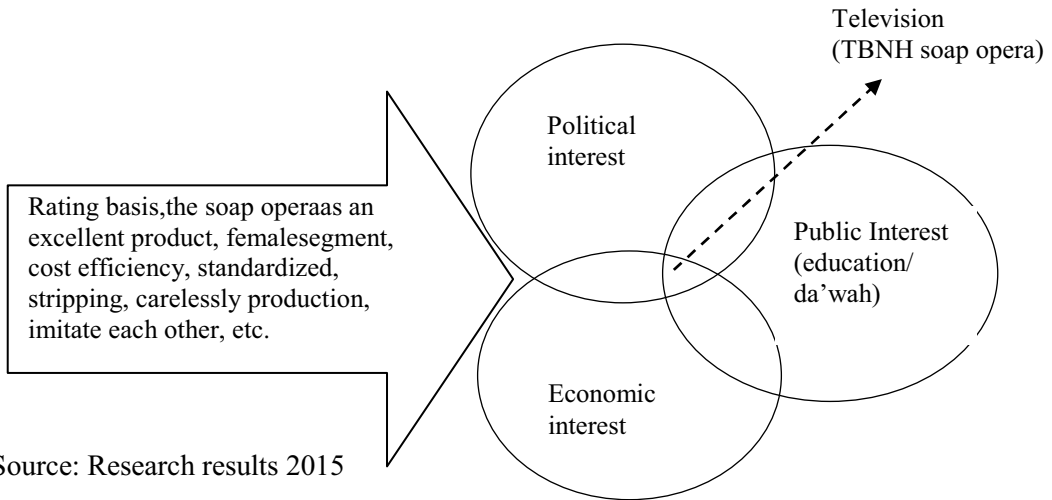 Television
(TBNH soap opera)
Political
interest
Rating basis,the soap operaas an
excellent product, femalesegment,
cost efficiency, standardized,
stripping, carelessly production,
imitate each other, etc.
Public Interest
(education/
da’wah)
Economic
interest
Source: Research results 2015